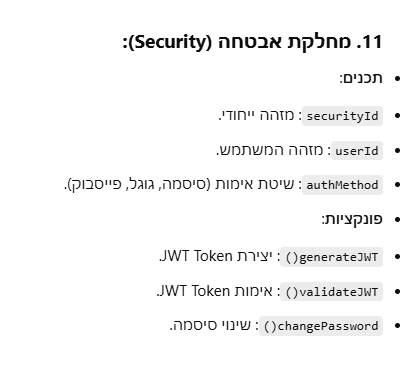 11. מחלקת אבטחה (Security):
• תכנים:
• securityId: מזהה ייחודי.
• userId: מזהה המשתמש.
• authMethod: שיטת אימות (סיסמה, גוגל, פייסבוק).
• פונקציות:
• generateJWT(): יצירת JWT Token.
• validateJWT(): אימות JWT Token.
• changePassword(): שינוי סיסמה.